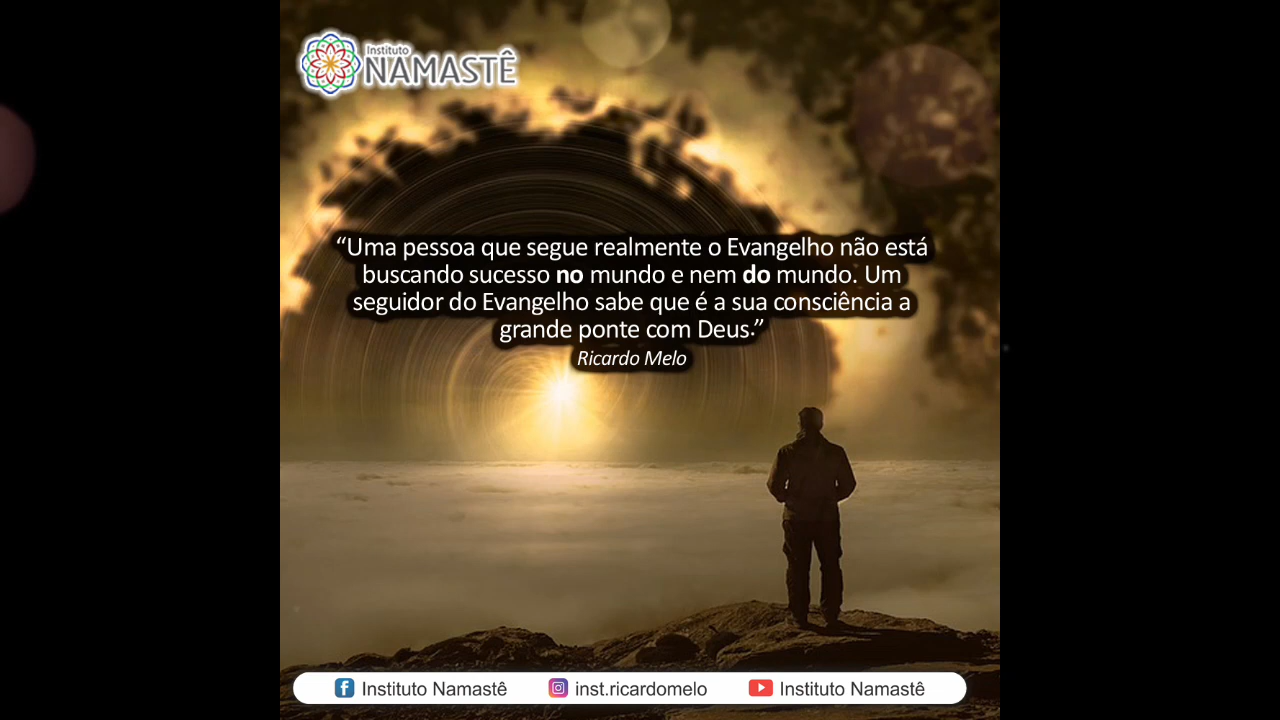 Instituto
NAMASTÊ
“Uma pessoa que segue realmente o Evangelho não está
buscando sucesso no mundo e nem do mundo. Um
seguidor do Evangelho sabe que é a sua consciência a
grande ponte com Deus.”
Ricardo Melo
Instituto Namastê inst.ricardomelo Instituto Namastê